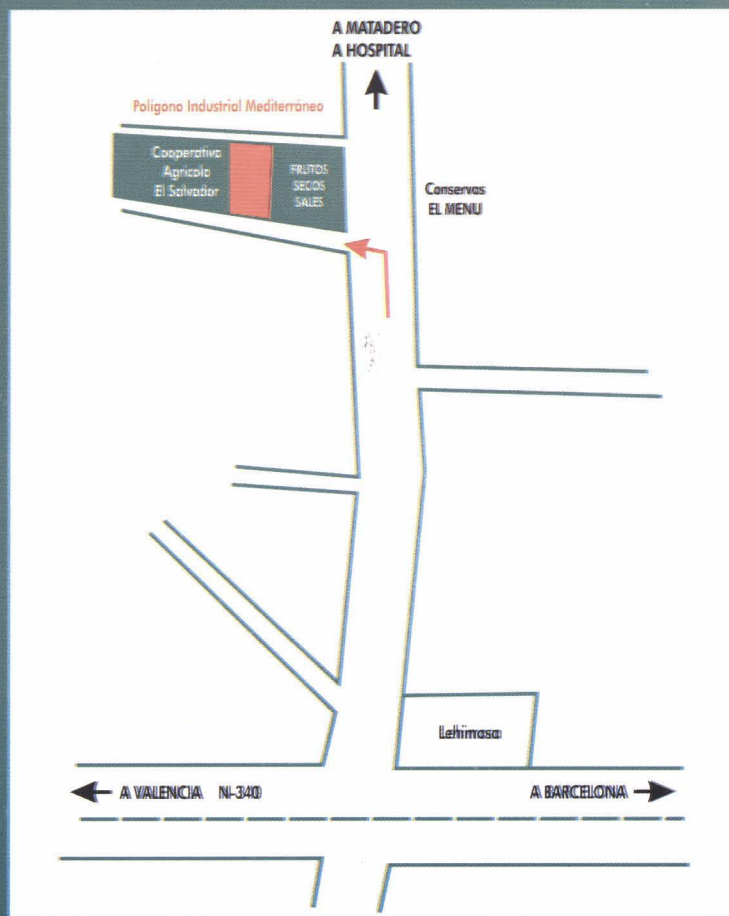 A MATADERO
A HOSPITAL
Polígono Industrial Mediterráneo
Cooperativa
Agrícola
El Salvador
FRUTOS
SECOS
SALES
Conservas
EL MENU
Lehimosa
A VALENCIA N-340
A BARCELONA